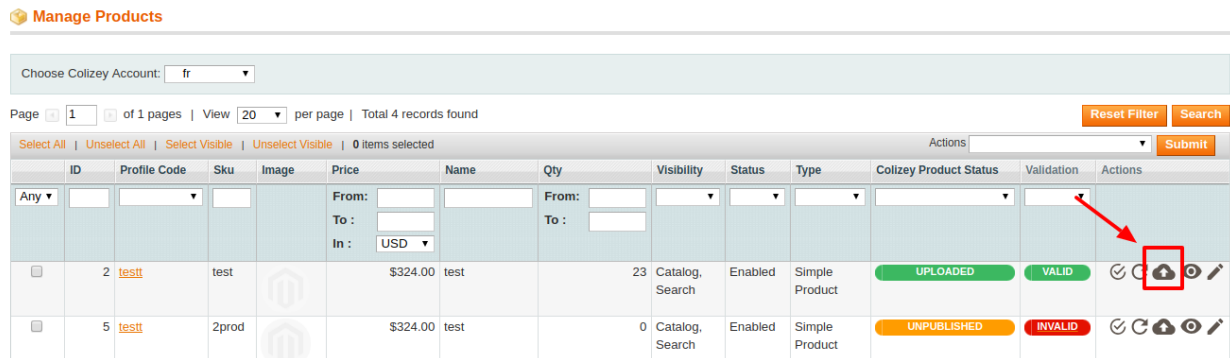 Manage Products
Choose Colizey Account: fr
Page 1 of 1 pages | View 20 per page | Total 4 records found Reset Filter Search
Select All | Unselect All | Select Visible | Unselect Visible | 0 items selected Actions Submit
ID Profile Code Sku Image Price Name Qty Visibility Status Type Colizey Product Status Validation Actions
Any From: From:
To : To :
In : USD
2 testt test $324.00 test 23 Catalog, Enabled Simple UPLOADED VALID
Search Product
5 testt 2prod $324.00 test 0 Catalog, Enabled Simple UNPUBLISHED INVALID
Search Product